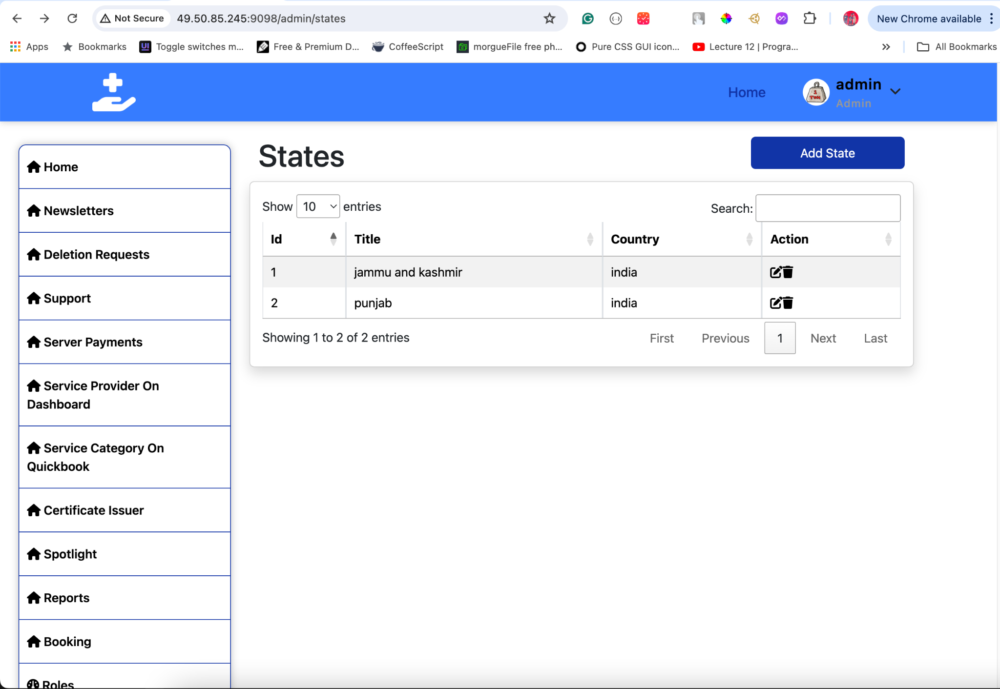 Not Secure 49.50.85.245:9098/admin/states New Chrome available
Apps Bookmarks UI Toggle switches m... Free & Premium D... CoffeeScript morgueFile free ph... Pure CSS GUI icon... Lecture 12 | Progra... All Bookmarks
Home
1 TON
admin
Admin
Home
Newsletters
Deletion Requests
Support
Server Payments
Service Provider On
Dashboard
Service Category On
Quickbook
Certificate Issuer
Spotlight
Reports
Booking
Roles
States
Add State
Show 10 entries
Search:
Id Title Country Action
1 jammu and kashmir india
2 punjab india
Showing 1 to 2 of 2 entries
First Previous 1 Next Last